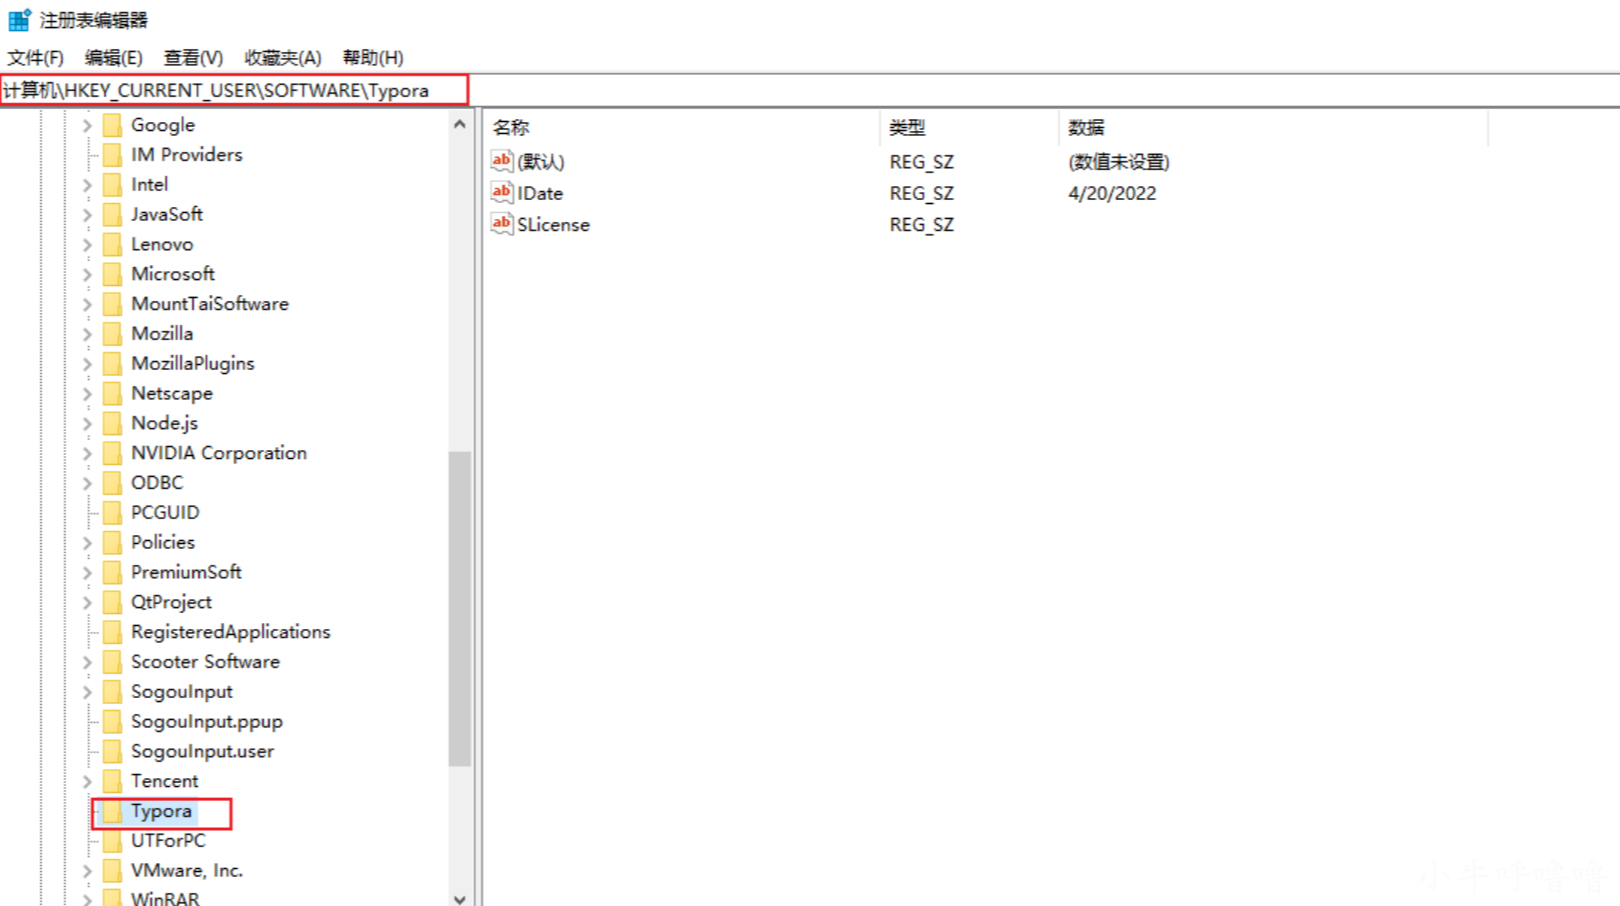 注册表编辑器
文件(F) 编辑(E) 查看(V) 收藏夹(A) 帮助(H)
计算机\HKEY_CURRENT_USER\SOFTWARE\Typora
Google
IM Providers
Intel
JavaSoft
Lenovo
Microsoft
MountTaiSoftware
Mozilla
MozillaPlugins
Netscape
Node.js
NVIDIA Corporation
ODBC
PCGUID
Policies
PremiumSoft
QtProject
RegisteredApplications
Scooter Software
SogouInput
SogouInput.ppup
SogouInput.user
Tencent
Typora
UTForPC
VMware, Inc.
WinRAR
名称 类型 数据
ab (默认) REG_SZ (数值未设置)
ab IDate REG_SZ 4/20/2022
ab SLicense REG_SZ
小牛呼噜噜